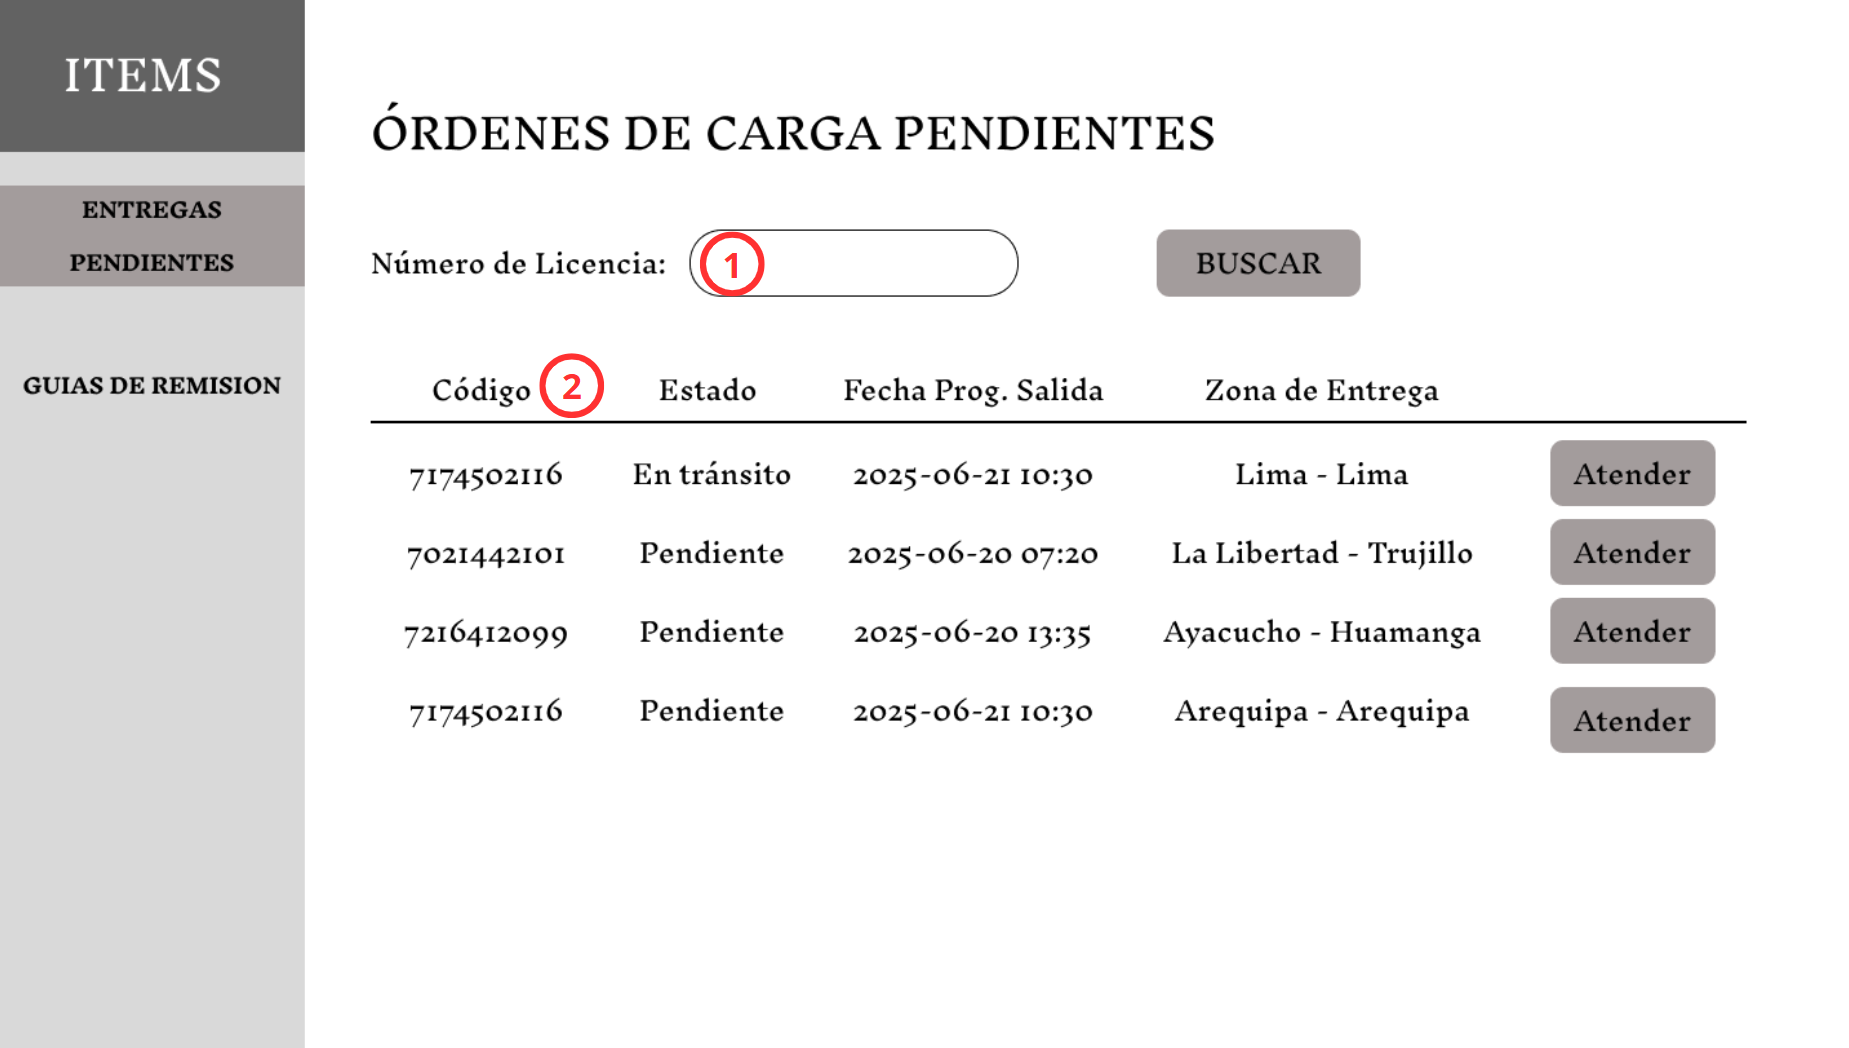 ITEMS
ENTREGAS
PENDIENTES
GUIAS DE REMISION
ÓRDENES DE CARGA PENDIENTES
Número de Licencia: 1 BUSCAR
Código 2 Estado Fecha Prog. Salida Zona de Entrega
7174502116 En tránsito 2025-06-21 10:30 Lima - Lima Atender
7021442101 Pendiente 2025-06-20 07:20 La Libertad - Trujillo Atender
7216412099 Pendiente 2025-06-20 13:35 Ayacucho - Huamanga Atender
7174502116 Pendiente 2025-06-21 10:30 Arequipa - Arequipa Atender